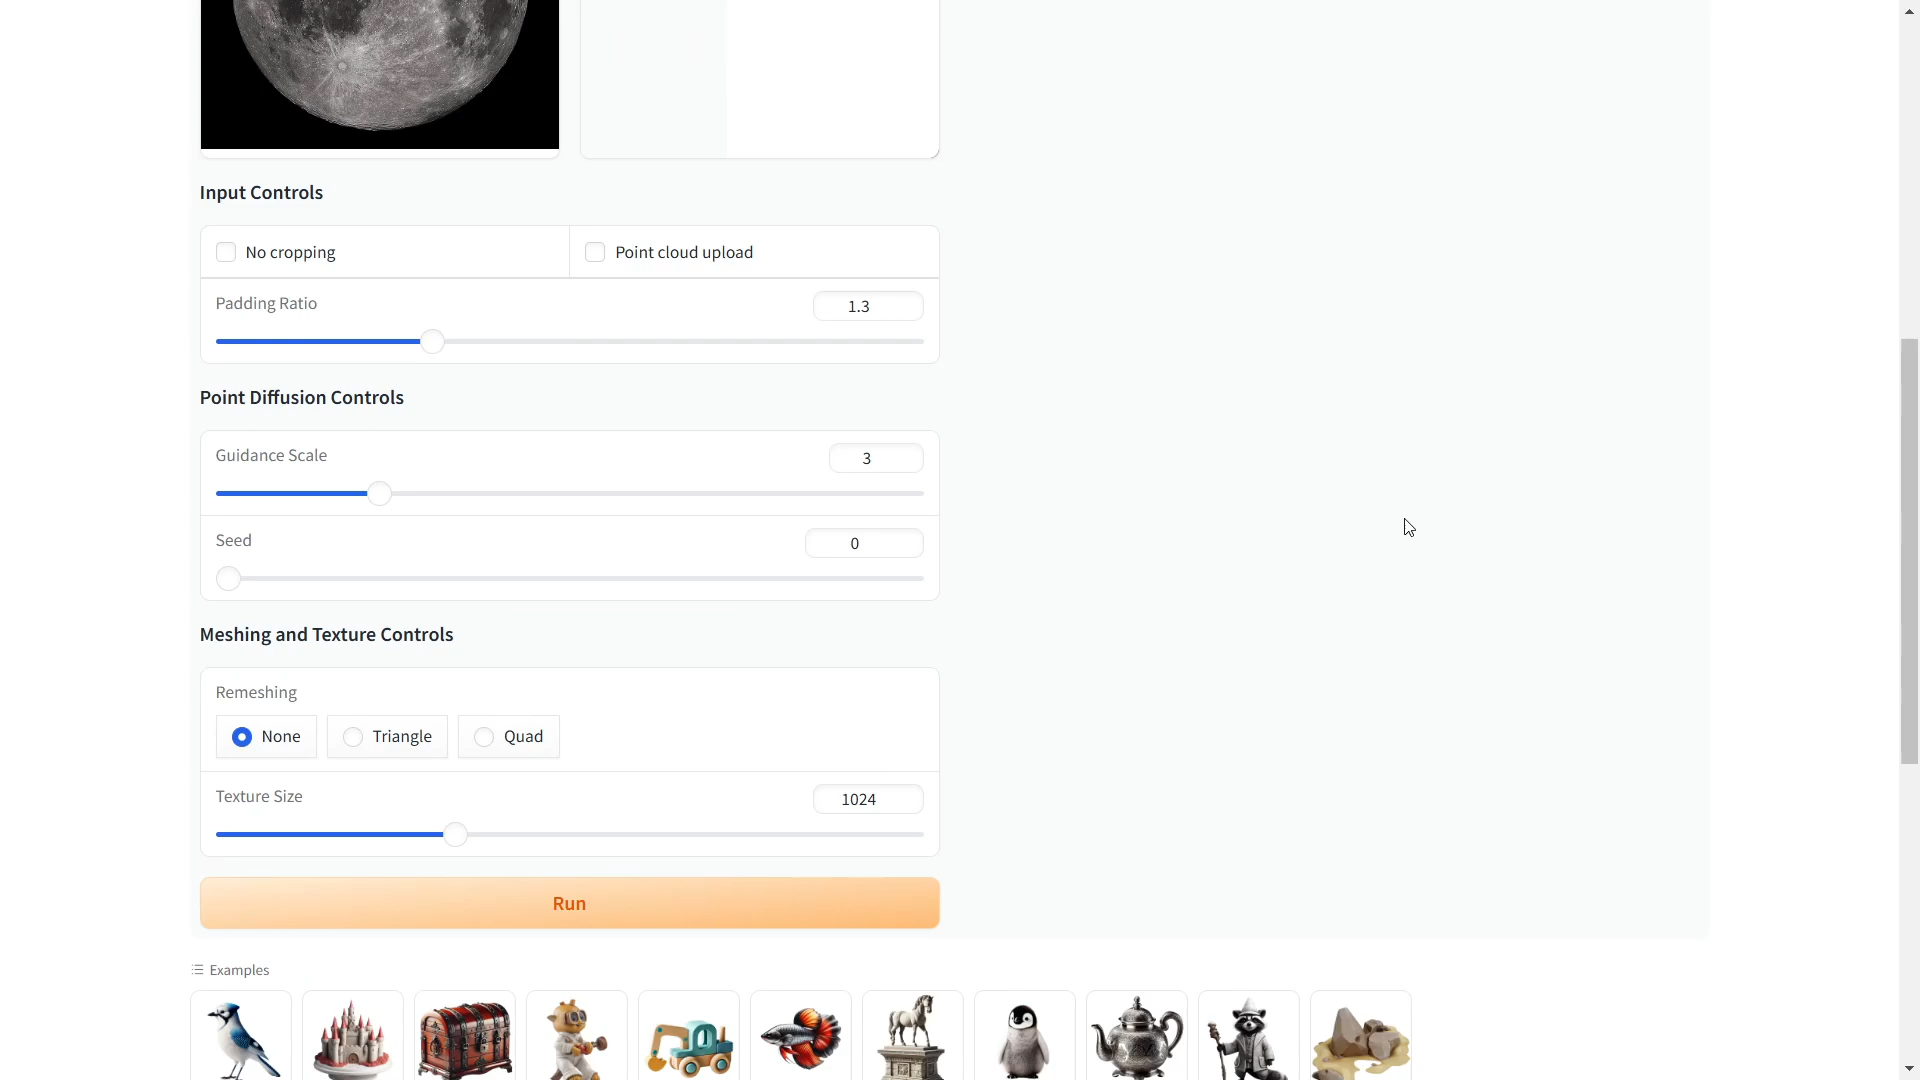 Input Controls
No cropping
Point cloud upload
Padding Ratio
1.3
Point Diffusion Controls
Guidance Scale
3
Seed
0
Meshing and Texture Controls
Remeshing
None
Triangle
Quad
Texture Size
1024
Run
Examples